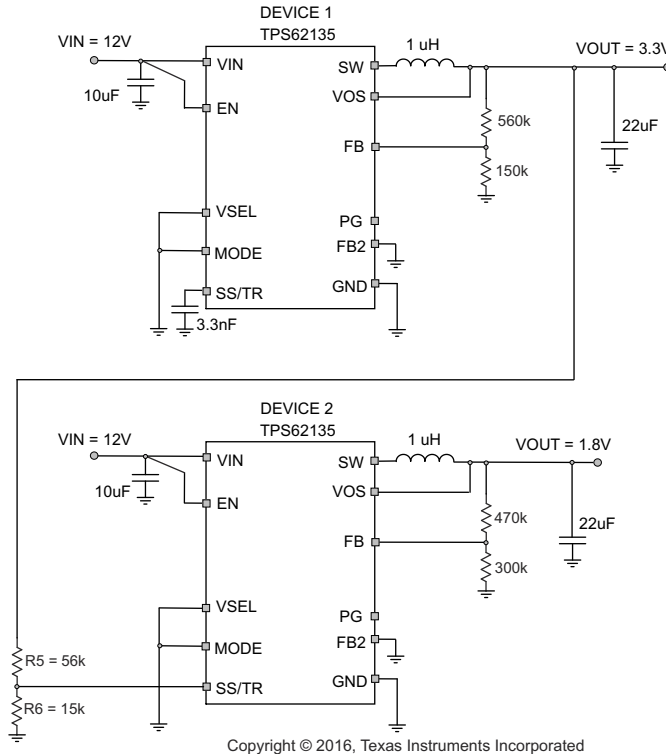 DEVICE 1
TPS62135
VIN = 12V
VIN
10uF
EN
VSEL
MODE
SS/TR
3.3nF
SW
1 uH
VOUT = 3.3V
VOS
560k
FB
150k
22uF
PG
FB2
GND
DEVICE 2
TPS62135
VIN = 12V
VIN
10uF
EN
VSEL
MODE
SS/TR
R5 = 56k
R6 = 15k
SW
1 uH
VOUT = 1.8V
VOS
470k
FB
300k
22uF
PG
FB2
GND
Copyright © 2016, Texas Instruments Incorporated